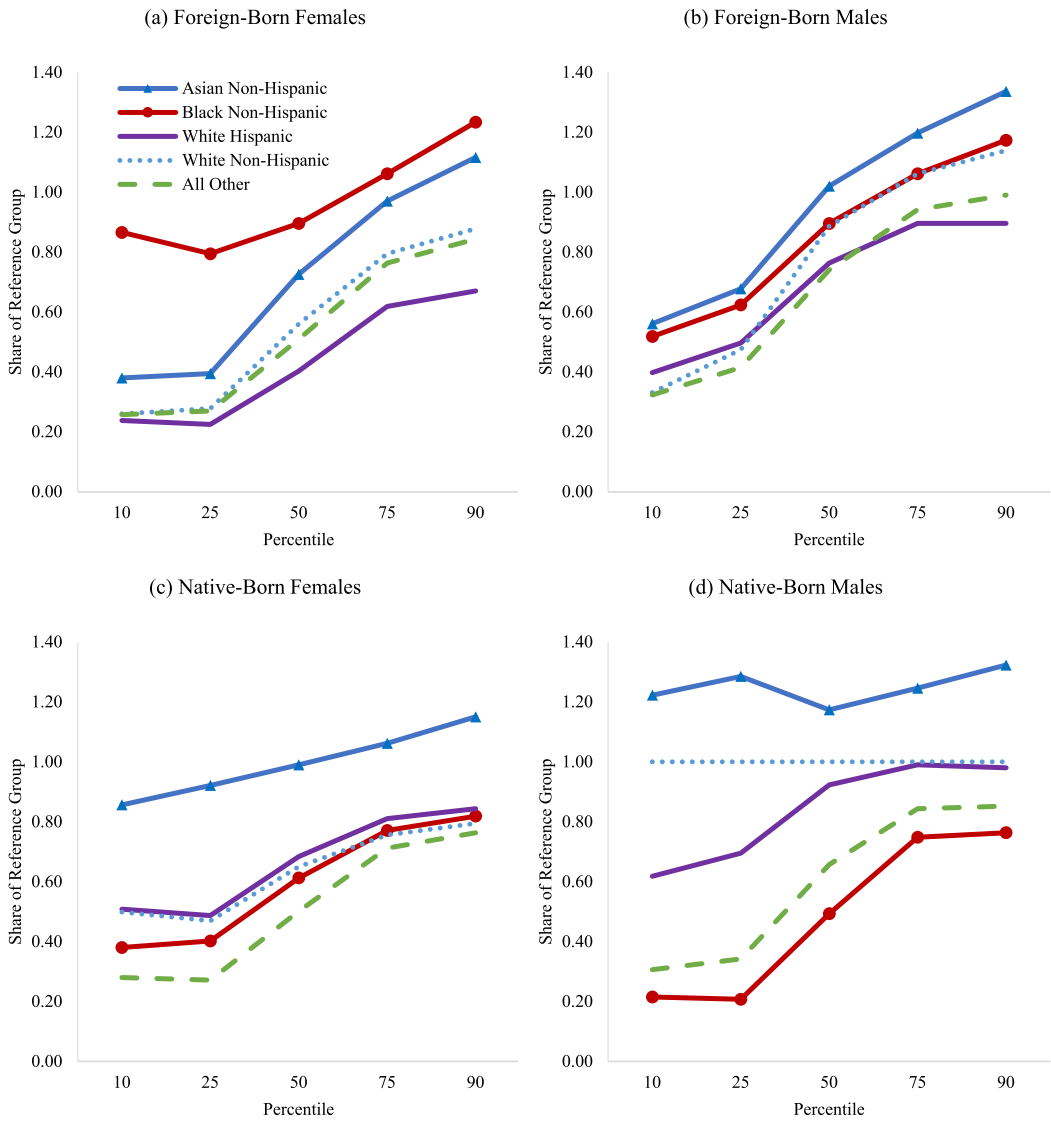 (a) Foreign-Born Females
1.40
1.20
1.00
0.80
0.60
0.40
0.20
0.00
Share of Reference Group
Asian Non-Hispanic
Black Non-Hispanic
White Hispanic
White Non-Hispanic
All Other
10 25 50 75 90
Percentile
(b) Foreign-Born Males
1.40
1.20
1.00
0.80
0.60
0.40
0.20
0.00
Share of Reference Group
10 25 50 75 90
Percentile
(c) Native-Born Females
1.40
1.20
1.00
0.80
0.60
0.40
0.20
0.00
Share of Reference Group
10 25 50 75 90
Percentile
(d) Native-Born Males
1.40
1.20
1.00
0.80
0.60
0.40
0.20
0.00
Share of Reference Group
10 25 50 75 90
Percentile